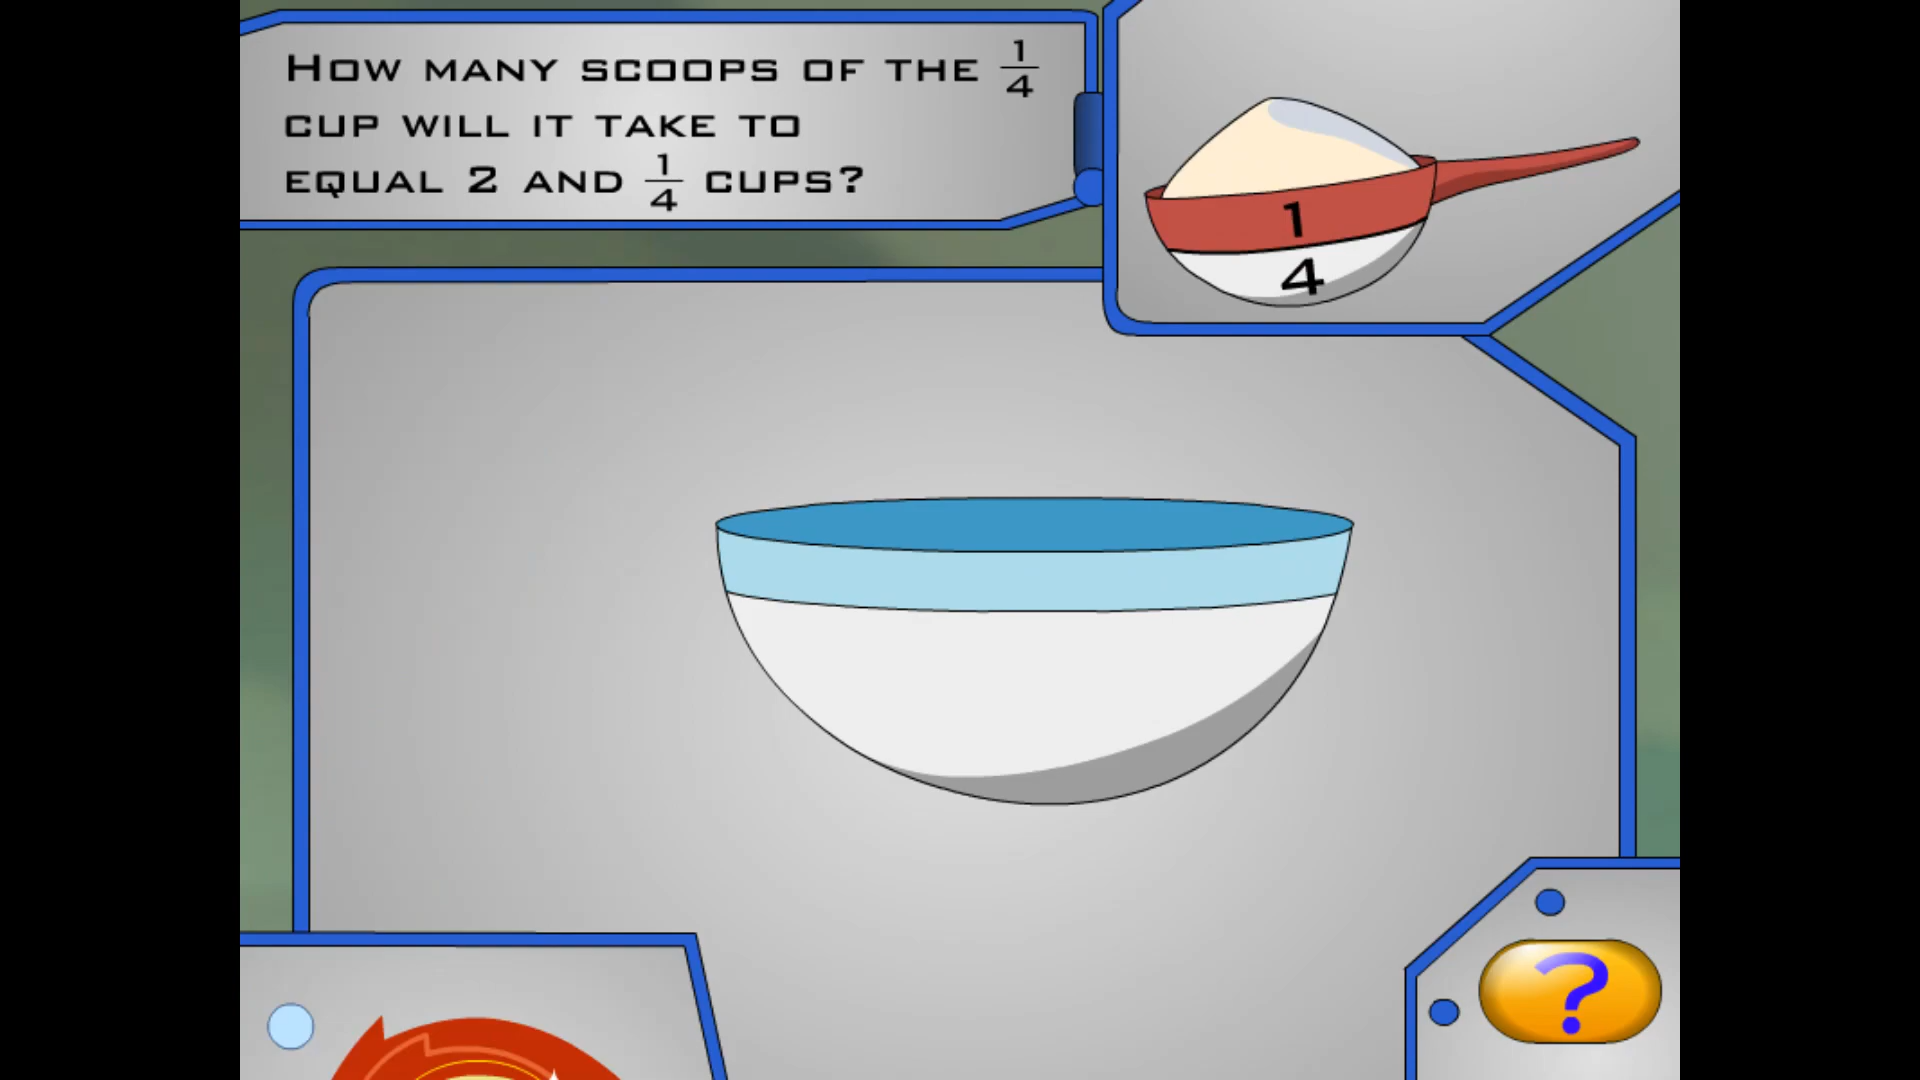 HOW MANY SCOOPS OF THE 1/4
CUP WILL IT TAKE TO
EQUAL 2 AND 1/4 CUPS?
1
4
?